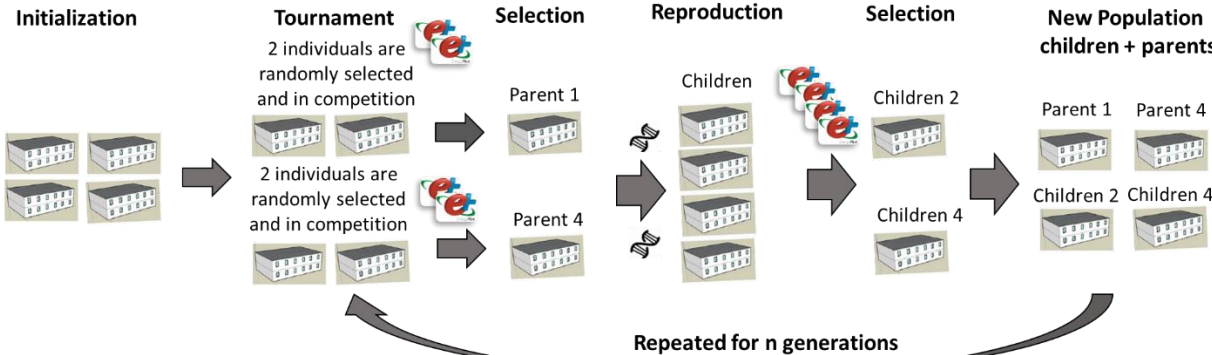 Initialization
Tournament
2 individuals are
randomly selected
and in competition
2 individuals are
randomly selected
and in competition
Selection
Parent 1
Parent 4
Reproduction
Children
Selection
Children 2
Children 4
New Population
children + parents
Parent 1 Parent 4
Children 2 Children 4
Repeated for n generations